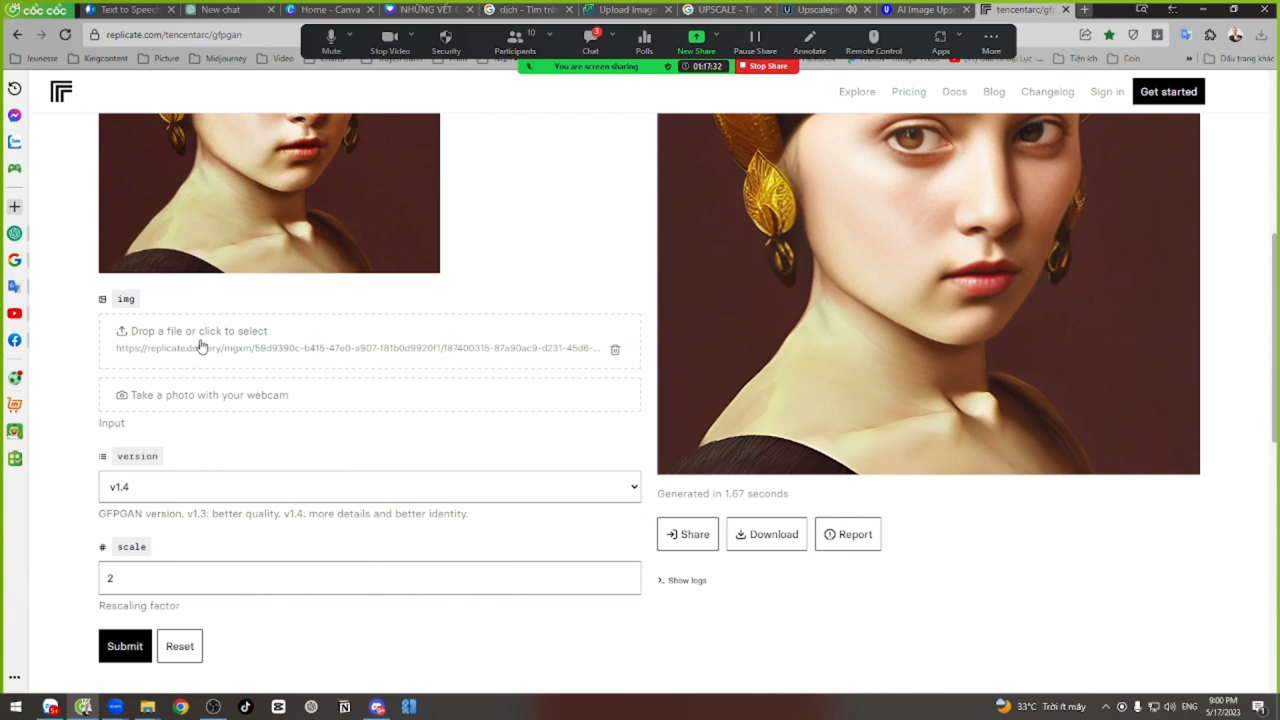 Text to Speech
New chat
Home - Canva
NHỮNG VẾT
dịch - Tìm trên
Upload Image
UPSCALE - Tìm
Upscalepic
AI Image Ups
tencentarc/gf
replicate.com/tencentarc/gfpgan
Mute
Stop Video
Security
10
Participants
3
Chat
Polls
New Share
Pause Share
Annotate
Remote Control
Apps
More
Jeunesse
Kingcontent
Picture
Midjourney
Video
You are screen sharing
01:17:32
Stop Share
Tiện ích
Coin
Dấu trang khác
Explore
Pricing
Docs
Blog
Changelog
Sign in
Get started
img
Drop a file or click to select
Take a photo with your webcam
Input
version
v1.4
GFPGAN version. v1.3: better quality. v1.4: more details and better identity.
scale
2
Rescaling factor
Submit
Reset
Generated in 1.67 seconds
Share
Download
Report
Show logs
33°C Trời ít mây
ENG
9:00 PM
5/17/2023